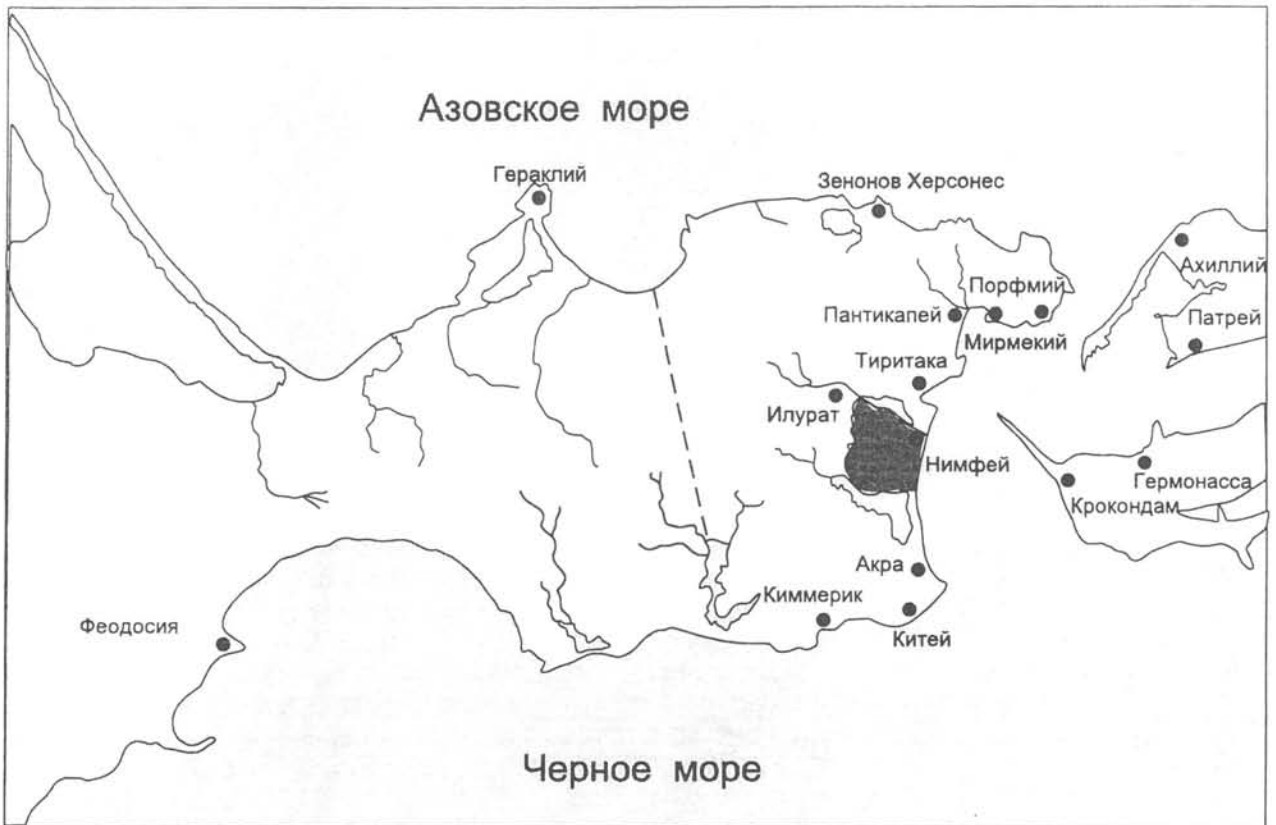 Азовское море
Гераклий
Зенонов Херсонес
Ахиллий
Порфмий
Пантикапей
Мирмекий
Патрей
Тиритака
Илурат
Нимфей
Гермонасса
Крокондам
Акра
Киммерик
Китей
Феодосия
Черное море